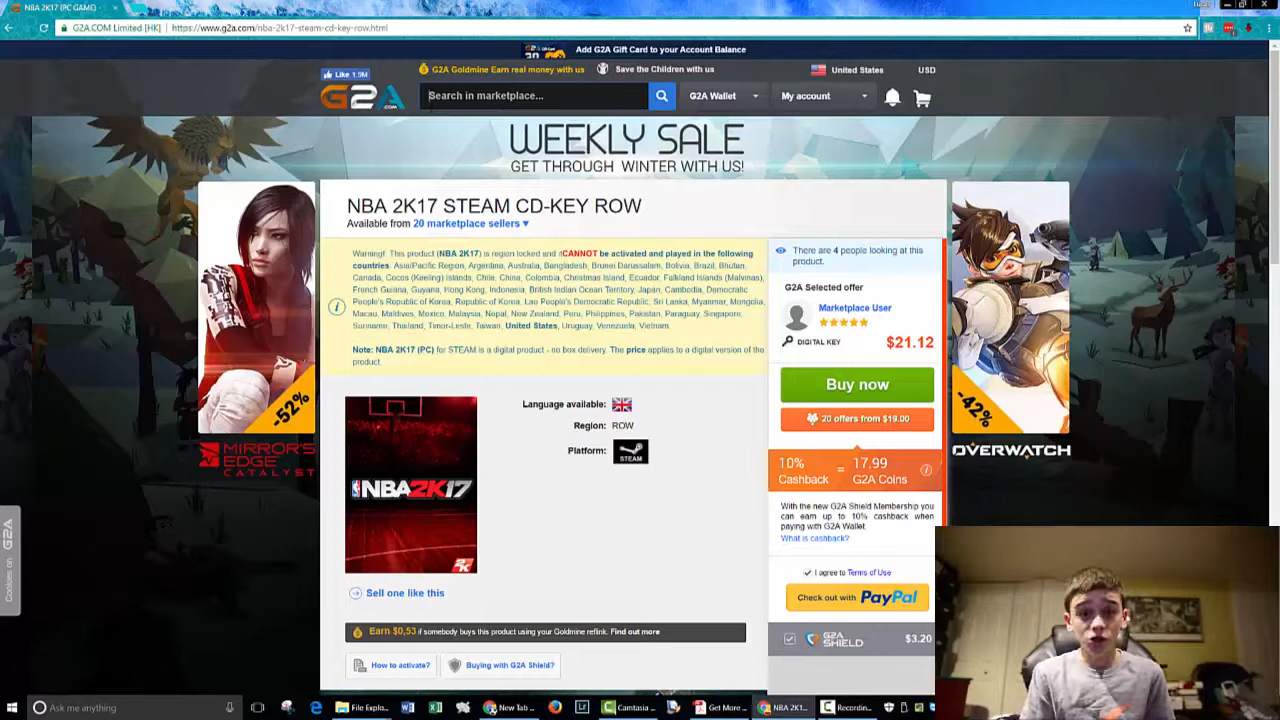 NBA 2K17 (PC GAME) -
G2A.COM Limited [HK]
https://www.g2a.com/nba-2k17-steam-cd-key-row.html
Add G2A Gift Card to your Account Balance
Like 1.9M
G2A Goldmine Earn real money with us
Save the Children with us
United States
USD
G2A.COM
Search in marketplace...
G2A Wallet
My account
WEEKLY SALE
GET THROUGH WINTER WITH US!
NBA 2K17 STEAM CD-KEY ROW
Available from 20 marketplace sellers
Warning! This product (NBA 2K17) is region locked and it CANNOT be activated and played in the following
countries: Asia/Pacific Region, Argentina, Australia, Bangladesh, Brunei Darussalam, Bolivia, Brazil, Bhutan,
Canada, Cocos (Keeling) Islands, Chile, China, Colombia, Christmas Island, Ecuador, Falkland Islands (Malvinas),
French Guiana, Guyana, Hong Kong, Indonesia, British Indian Ocean Territory, Japan, Cambodia, Democratic
People's Republic of Korea, Republic of Korea, Lao People's Democratic Republic, Sri Lanka, Myanmar, Mongolia,
Macau, Maldives, Mexico, Malaysia, Nepal, New Zealand, Peru, Philippines, Pakistan, Paraguay, Singapore,
Suriname, Thailand, Timor-Leste, Taiwan, United States, Uruguay, Venezuela, Vietnam.
Note: NBA 2K17 (PC) for STEAM is a digital product - no box delivery. The price applies to a digital version of the
product.
There are 4 people looking at this
product.
G2A Selected offer
Marketplace User
DIGITAL KEY
$21.12
Buy now
20 offers from $19.00
10%
Cashback
=
17.99
G2A Coins
With the new G2A Shield Membership you
can earn up to 10% cashback when
paying with G2A Wallet
What is cashback?
I agree to Terms of Use
Check out with PayPal
G2A
SHIELD
$3.20
Language available:
Region: ROW
Platform: STEAM
NBA2K17
2K
Sell one like this
Earn $0,53 if somebody buys this product using your Goldmine reflink. Find out more
How to activate?
Buying with G2A Shield?
-52%
MIRROR'S
EDGE
CATALYST
-42%
OVERWATCH
Cookies on G2A
Ask me anything
File Explo...
New Tab
Camtasia
Get More ...
NBA 2K1...
Recordin...